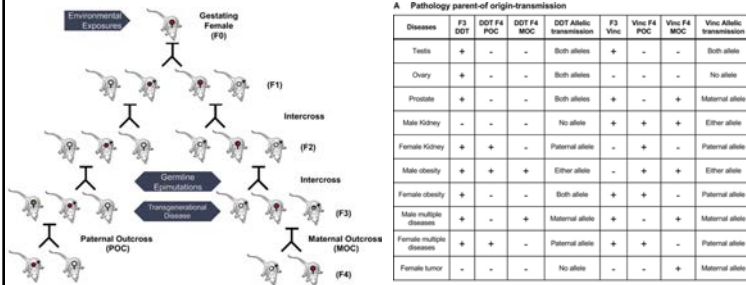 Environmental
Exposures
Gestating
Female
(F0)
(F1)
Intercross
(F2)
Germline
Epimutations
Intercross
Transgenerational
Disease
(F3)
Paternal Outcross
(POC)
Maternal Outcross
(MOC)
(F4)
A Pathology parent-of origin-transmission
Diseases F3 DDT DDT F4 POC DDT F4 MOC DDT Allelic transmission F3 Vinc Vinc F4 POC Vinc F4 MOC Vinc Allelic transmission
Testis + - - Both alleles + - - Both allele
Ovary + - - Both alleles - - - No allele
Prostate + - - Both alleles + - + Maternal allele
Male Kidney - - - No allele + + + Either allele
Female Kidney + + - Paternal allele - + - Paternal allele
Male obesity + + + Either allele - + + Either allele
Female obesity + - - Both allele + + - Paternal allele
Male multiple diseases + - + Maternal allele + - + Maternal allele
Female multiple diseases + + - Paternal allele + + - Paternal allele
Female tumor - - - No allele - - + Maternal allele